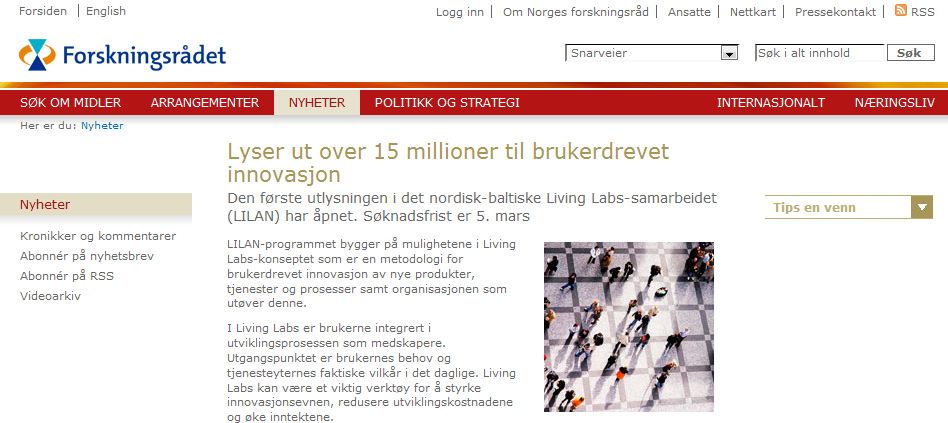 Forsiden | English
Logg inn | Om Norges forskningsråd | Ansatte | Nettkart | Pressekontakt | RSS
Forskningsrådet
Snarveier
Søk i alt innhold
Søk
SØK OM MIDLER ARRANGEMENTER NYHETER POLITIKK OG STRATEGI INTERNASJONALT NÆRINGSLIV
Her er du: Nyheter
Nyheter
Kronikker og kommentarer
Abonnér på nyhetsbrev
Abonnér på RSS
Videoarkiv
Lyser ut over 15 millioner til brukerdrevet
innovasjon
Den første utlysningen i det nordisk-baltiske Living Labs-samarbeidet
(LILAN) har åpnet. Søknadsfrist er 5. mars
LILAN-programmet bygger på mulighetene i Living
Labs-konseptet som er en metodologi for
brukerdrevet innovasjon av nye produkter,
tjenester og prosesser samt organisasjonen som
utøver denne.
I Living Labs er brukerne integrert i
utviklingsprosessen som medskapere.
Utgangspunktet er brukernes behov og
tjenesteyternes faktiske vilkår i det daglige. Living
Labs kan være et viktig verktøy for å styrke
innovasjonsevnen, redusere utviklingskostnadene
og øke inntektene.
Tips en venn